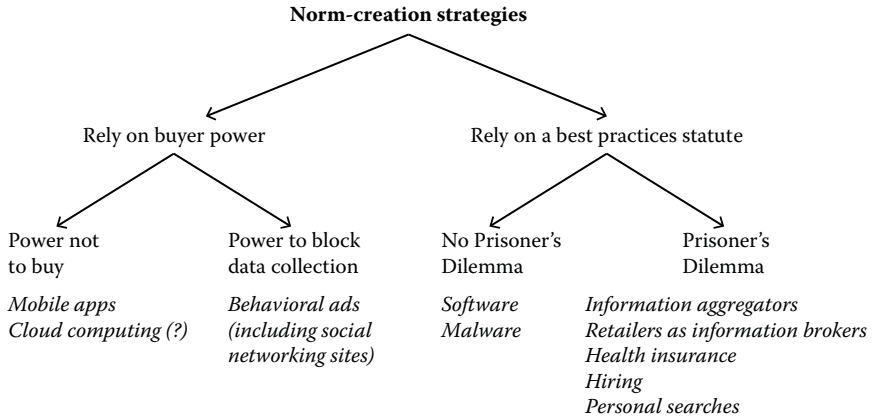 Norm-creation strategies
Rely on buyer power
Rely on a best practices statute
Power not
to buy
Mobile apps
Cloud computing (?)
Power to block
data collection
Behavioral ads
(including social
networking sites)
No Prisoner's
Dilemma
Software
Malware
Prisoner's
Dilemma
Information aggregators
Retailers as information brokers
Health insurance
Hiring
Personal searches